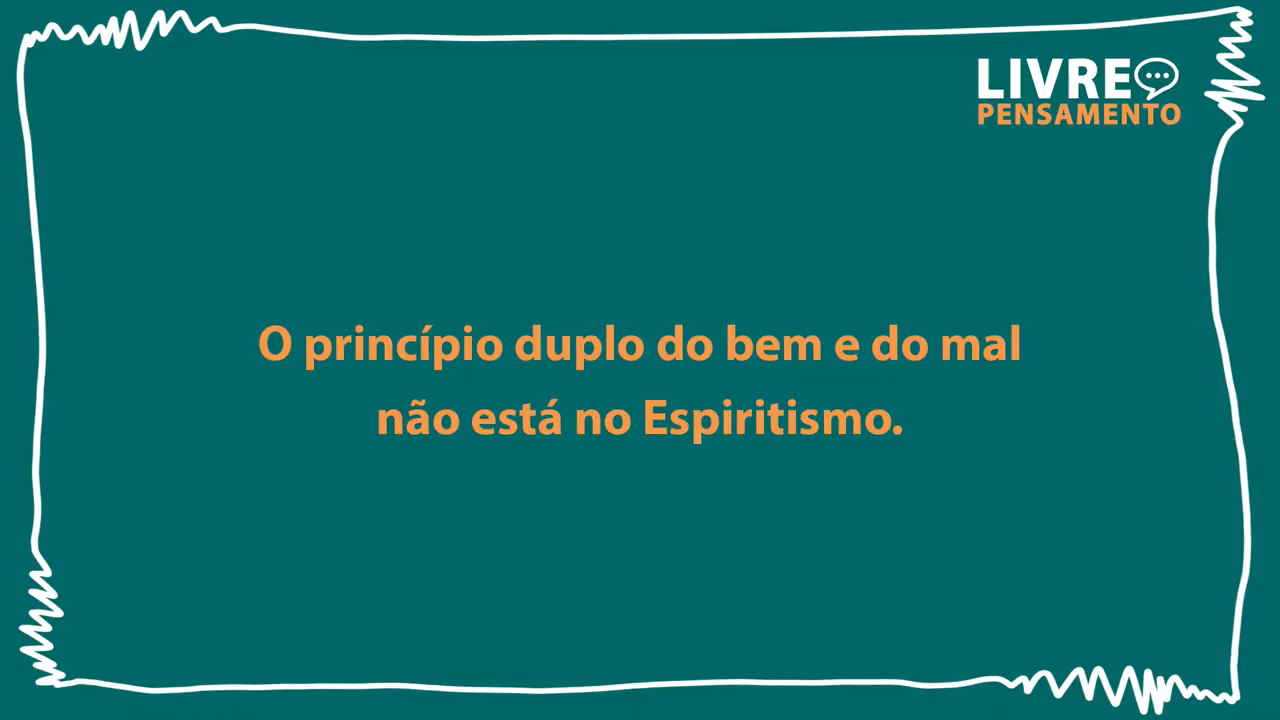 LIVRE
PENSAMENTO
O princípio duplo do bem e do mal
não está no Espiritismo.